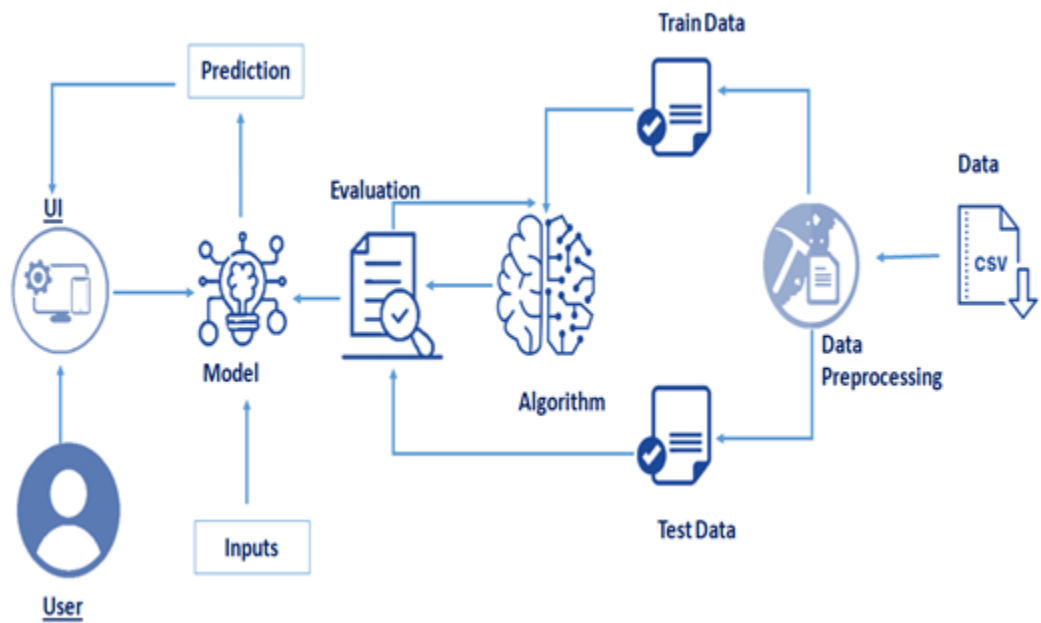 Train Data
Prediction
Data
Evaluation
UI
CSV
Data
Preprocessing
Model
Algorithm
Test Data
Inputs
User